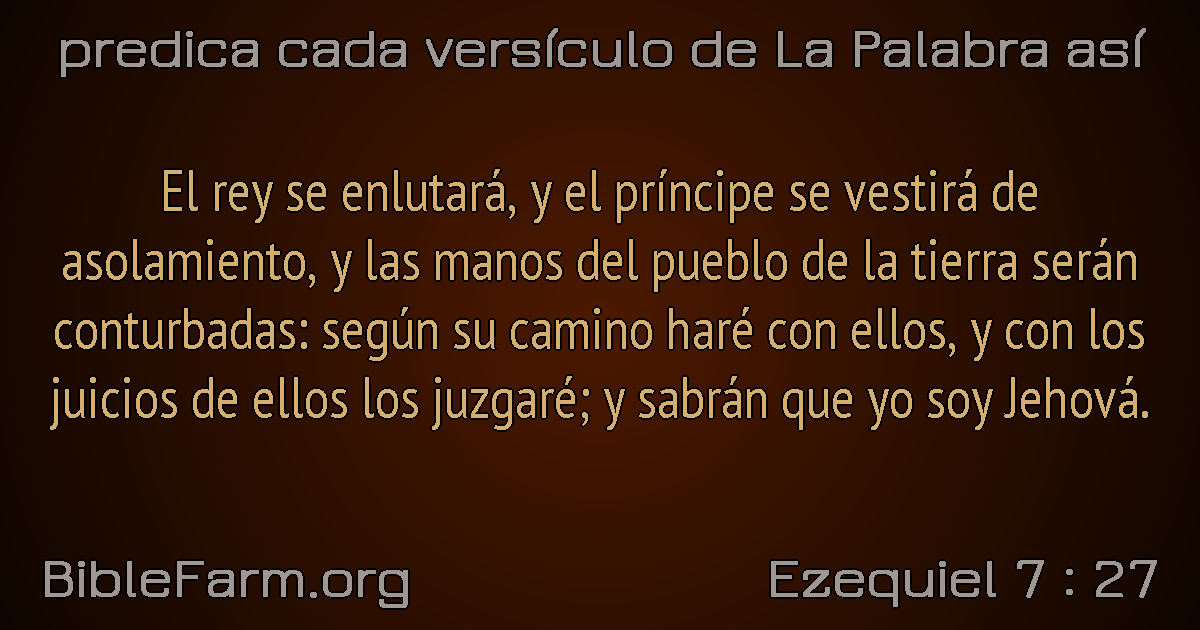 predica cada versículo de La Palabra así
El rey se enlutará, y el príncipe se vestirá de
asolamiento, y las manos del pueblo de la tierra serán
conturbadas: según su camino haré con ellos, y con los
juicios de ellos los juzgaré; y sabrán que yo soy Jehová.
BibleFarm.org
Ezequiel 7 : 27